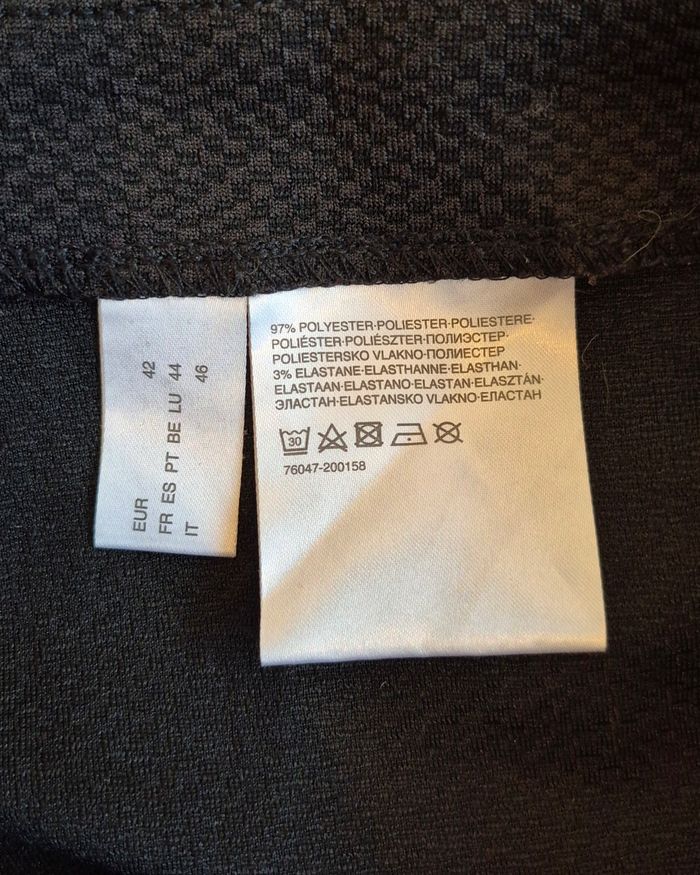 EUR 42
FR ES PT BE LU 44
IT 46
97% POLYESTER·POLIESTER·POLIESTERE·
POLIÉSTER·POLIÉSZTER·ПОЛИЭСТЕР·
POLIESTERSKO VLAKNO·ПОЛИЕСТЕР
3% ELASTANE·ELASTHANNE·ELASTHAN·
ELASTAAN·ELASTANO·ELASTAN·ELASZTÁN·
ЭЛАСТАН·ELASTANSKO VLAKNO·ЕЛАСТАН
30
76047-200158